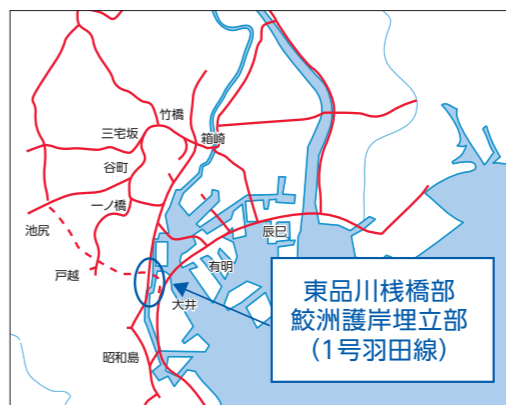 竹橋
三宅坂
箱崎
谷町
一ノ橋
池尻
辰巳
有明
戸越
大井
昭和島
東品川桟橋部
鮫洲護岸埋立部
（1号羽田線）